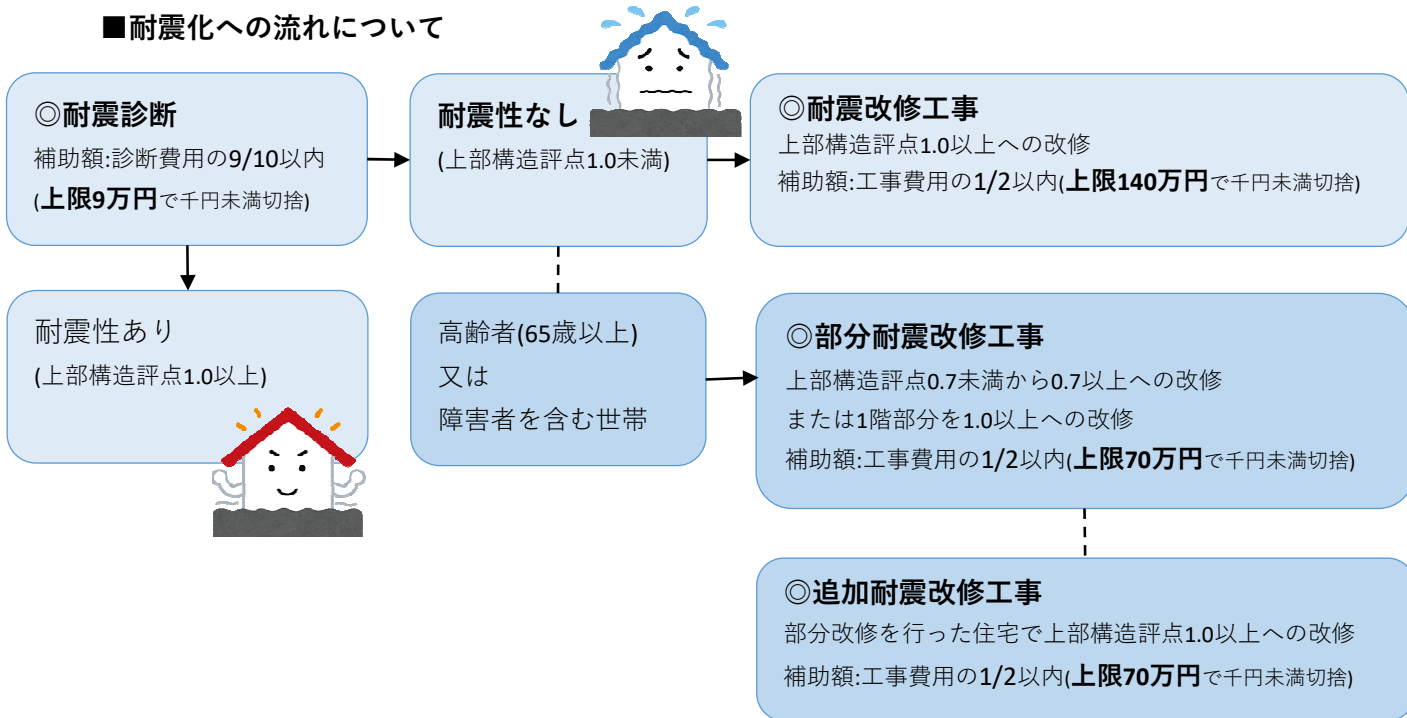 ■耐震化への流れについて
◎耐震診断
補助額:診断費用の9/10以内
(上限9万円で千円未満切捨)
耐震性なし
(上部構造評点1.0未満)
◎耐震改修工事
上部構造評点1.0以上への改修
補助額:工事費用の1/2以内(上限140万円で千円未満切捨)
耐震性あり
(上部構造評点1.0以上)
高齢者(65歳以上)
又は
障害者を含む世帯
◎部分耐震改修工事
上部構造評点0.7未満から0.7以上への改修
または1階部分を1.0以上への改修
補助額:工事費用の1/2以内(上限70万円で千円未満切捨)
◎追加耐震改修工事
部分改修を行った住宅で上部構造評点1.0以上への改修
補助額:工事費用の1/2以内(上限70万円で千円未満切捨)